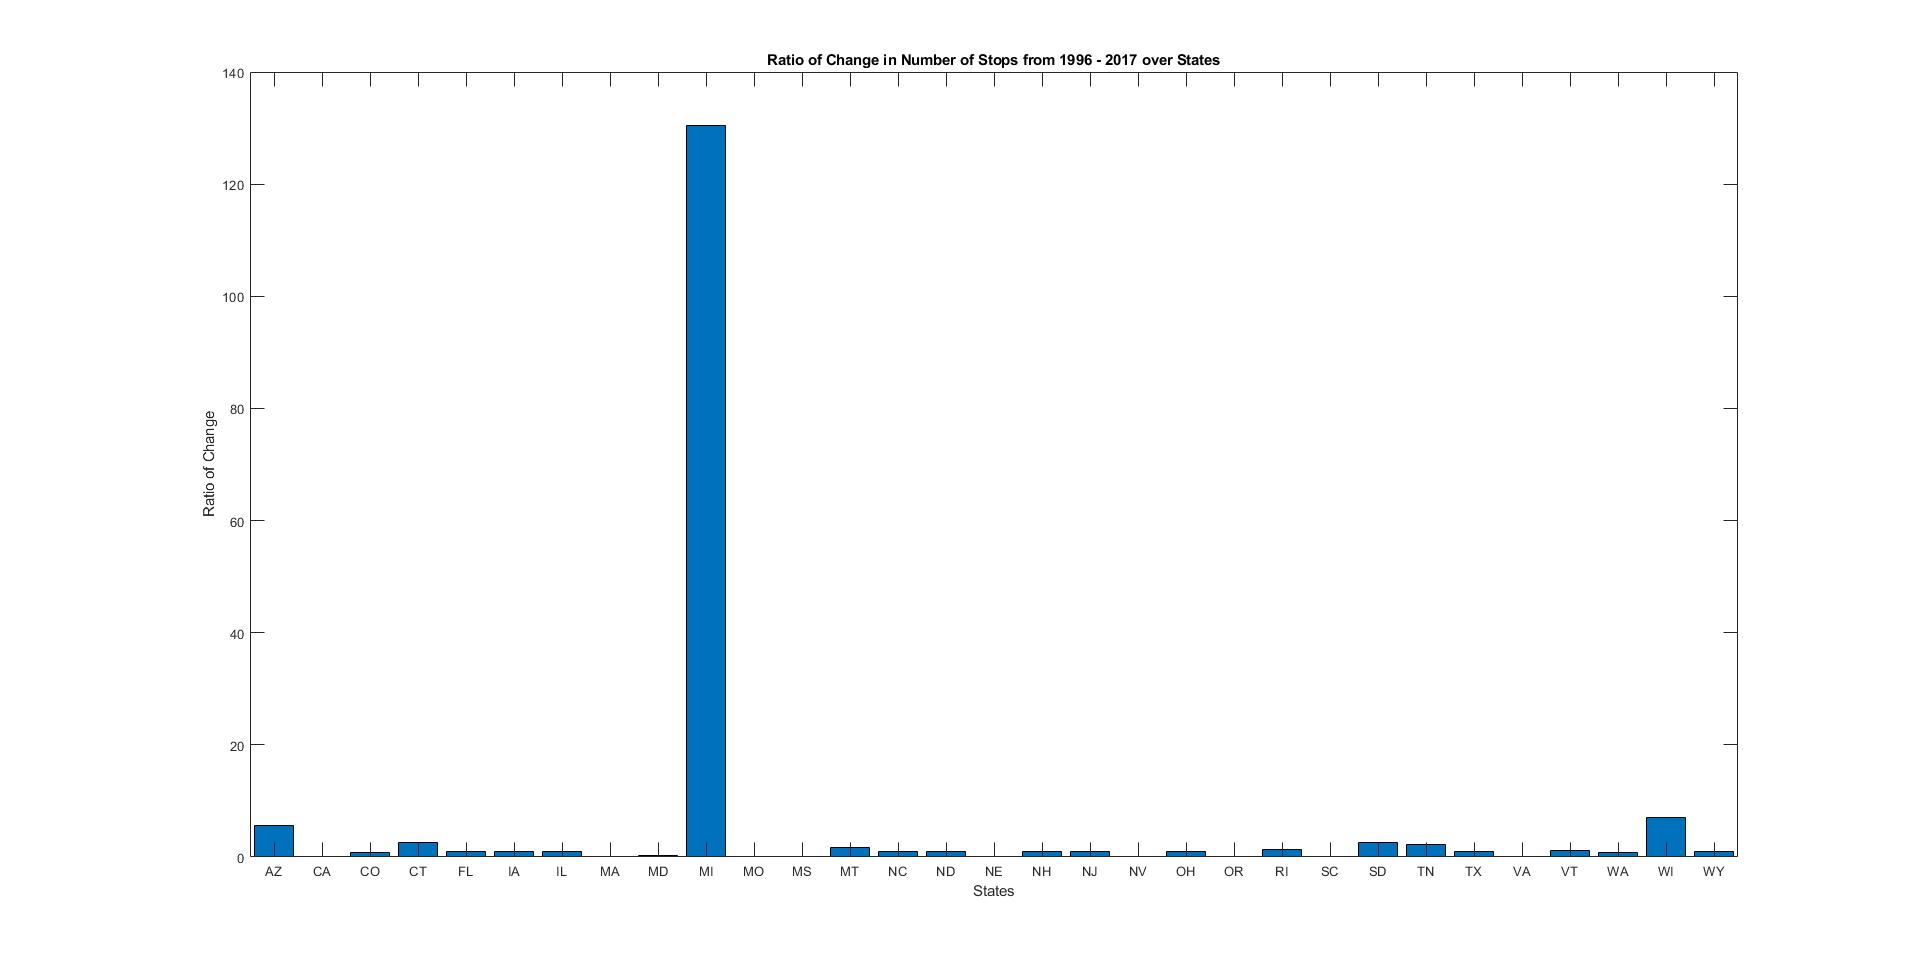 Ratio of Change in Number of Stops from 1996 - 2017 over States
140
120
100
80
60
40
20
0
Ratio of Change
AZ CA CO CT FL IA IL MA MD MI MO MS MT NC ND NE NH NJ NV OH OR RI SC SD TN TX VA VT WA WI WY
States